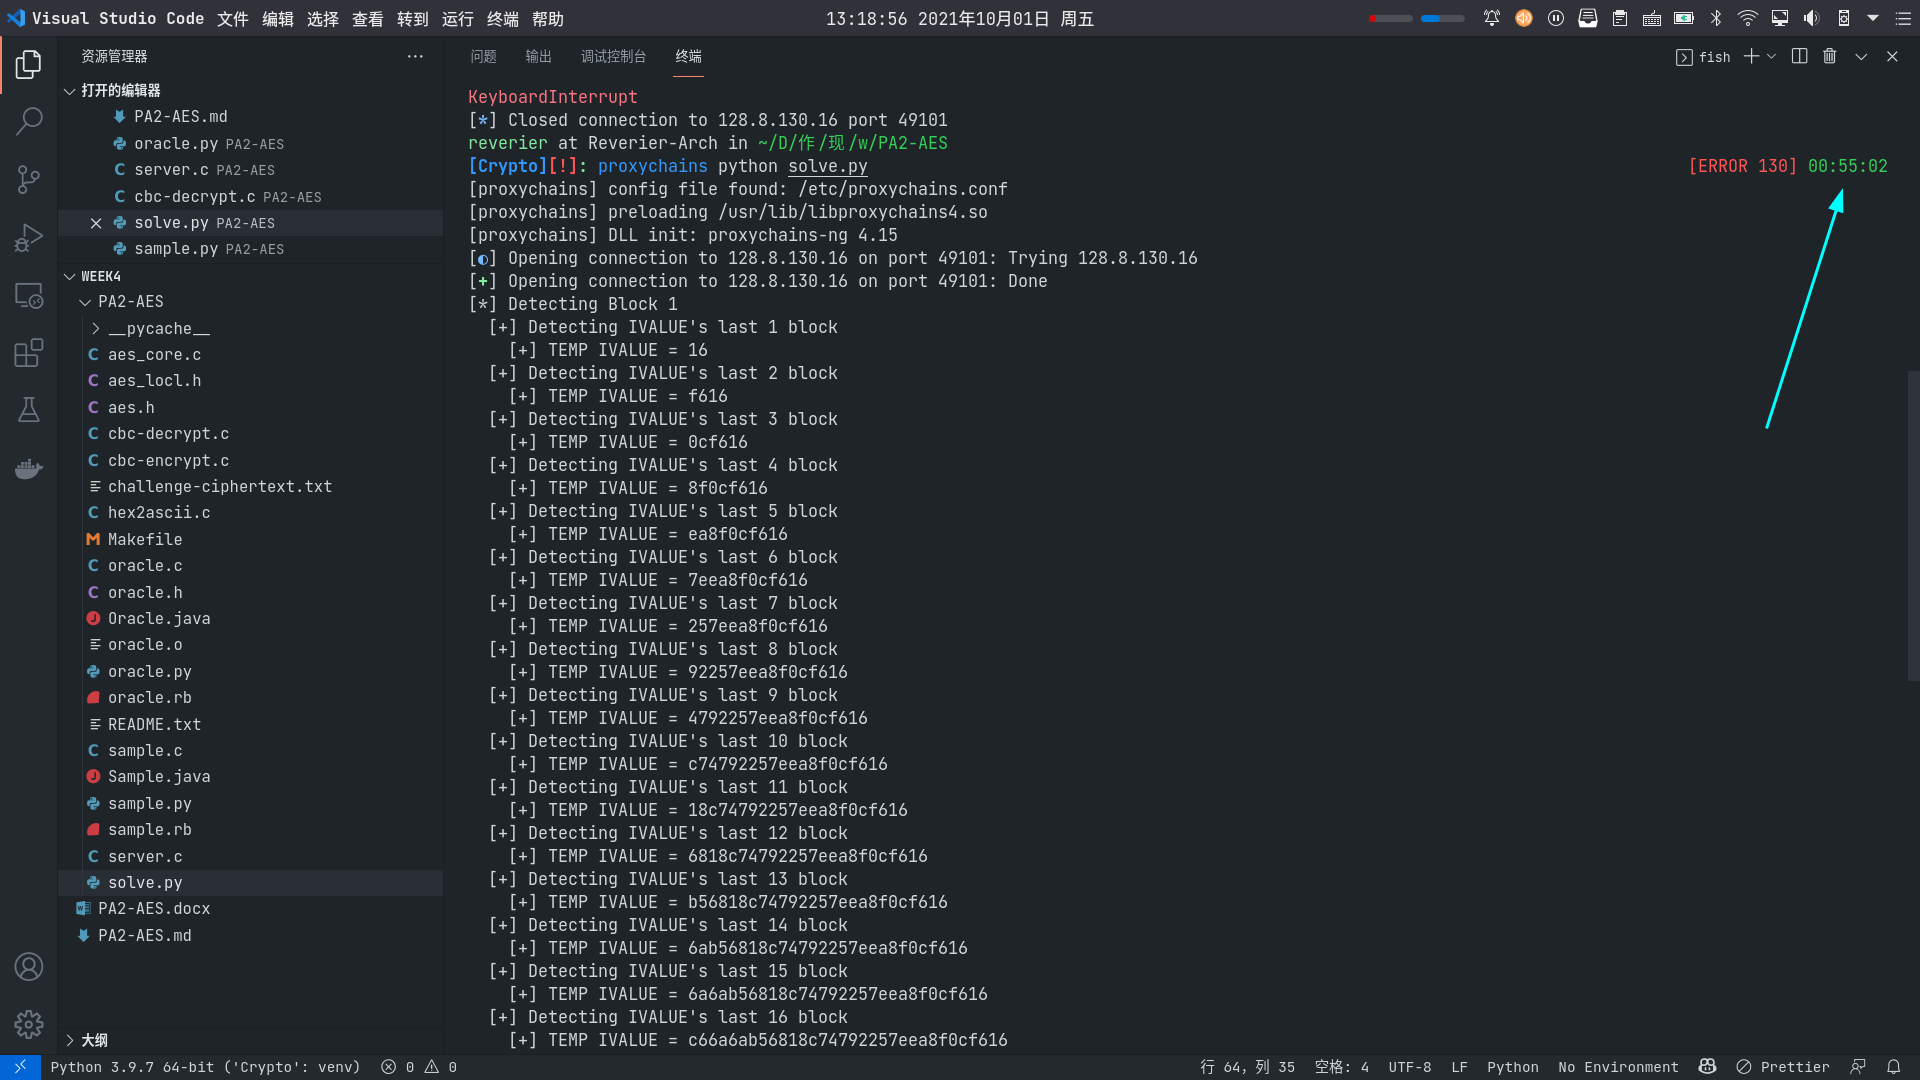 Visual Studio Code 文件 编辑 选择 查看 转到 运行 终端 帮助
13:18:56 2021年10月01日 周五
资源管理器
打开的编辑器
PA2-AES.md
oracle.py PA2-AES
server.c PA2-AES
cbc-decrypt.c PA2-AES
solve.py PA2-AES
sample.py PA2-AES
WEEK4
PA2-AES
__pycache__
aes_core.c
aes_locl.h
aes.h
cbc-decrypt.c
cbc-encrypt.c
challenge-ciphertext.txt
hex2ascii.c
Makefile
oracle.c
oracle.h
Oracle.java
oracle.o
oracle.py
oracle.rb
README.txt
sample.c
Sample.java
sample.py
sample.rb
server.c
solve.py
PA2-AES.docx
PA2-AES.md
大纲
问题 输出 调试控制台 终端
fish
KeyboardInterrupt
[*] Closed connection to 128.8.130.16 port 49101
reverier at Reverier-Arch in ~/D/作/现/w/PA2-AES
[Crypto][!]: proxychains python solve.py [ERROR 130] 00:55:02
[proxychains] config file found: /etc/proxychains.conf
[proxychains] preloading /usr/lib/libproxychains4.so
[proxychains] DLL init: proxychains-ng 4.15
[◐] Opening connection to 128.8.130.16 on port 49101: Trying 128.8.130.16
[+] Opening connection to 128.8.130.16 on port 49101: Done
[*] Detecting Block 1
[+] Detecting IVALUE's last 1 block
[+] TEMP IVALUE = 16
[+] Detecting IVALUE's last 2 block
[+] TEMP IVALUE = f616
[+] Detecting IVALUE's last 3 block
[+] TEMP IVALUE = 0cf616
[+] Detecting IVALUE's last 4 block
[+] TEMP IVALUE = 8f0cf616
[+] Detecting IVALUE's last 5 block
[+] TEMP IVALUE = ea8f0cf616
[+] Detecting IVALUE's last 6 block
[+] TEMP IVALUE = 7eea8f0cf616
[+] Detecting IVALUE's last 7 block
[+] TEMP IVALUE = 257eea8f0cf616
[+] Detecting IVALUE's last 8 block
[+] TEMP IVALUE = 92257eea8f0cf616
[+] Detecting IVALUE's last 9 block
[+] TEMP IVALUE = 4792257eea8f0cf616
[+] Detecting IVALUE's last 10 block
[+] TEMP IVALUE = c74792257eea8f0cf616
[+] Detecting IVALUE's last 11 block
[+] TEMP IVALUE = 18c74792257eea8f0cf616
[+] Detecting IVALUE's last 12 block
[+] TEMP IVALUE = 6818c74792257eea8f0cf616
[+] Detecting IVALUE's last 13 block
[+] TEMP IVALUE = b56818c74792257eea8f0cf616
[+] Detecting IVALUE's last 14 block
[+] TEMP IVALUE = 6ab56818c74792257eea8f0cf616
[+] Detecting IVALUE's last 15 block
[+] TEMP IVALUE = 6a6ab56818c74792257eea8f0cf616
[+] Detecting IVALUE's last 16 block
[+] TEMP IVALUE = c66a6ab56818c74792257eea8f0cf616
Python 3.9.7 64-bit ('Crypto': venv) 0 0
行 64, 列 35 空格: 4 UTF-8 LF Python No Environment Prettier